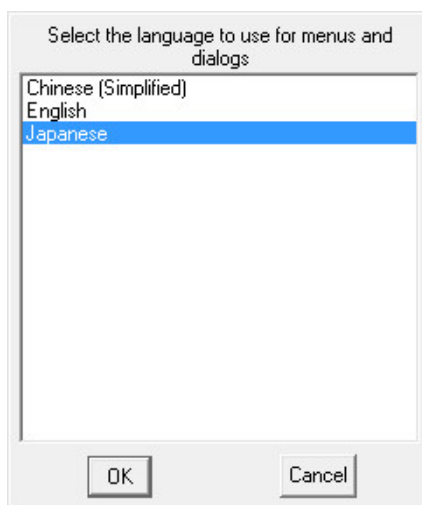 Select the language to use for menus and
dialogs
Chinese (Simplified)
English
Japanese
OK
Cancel